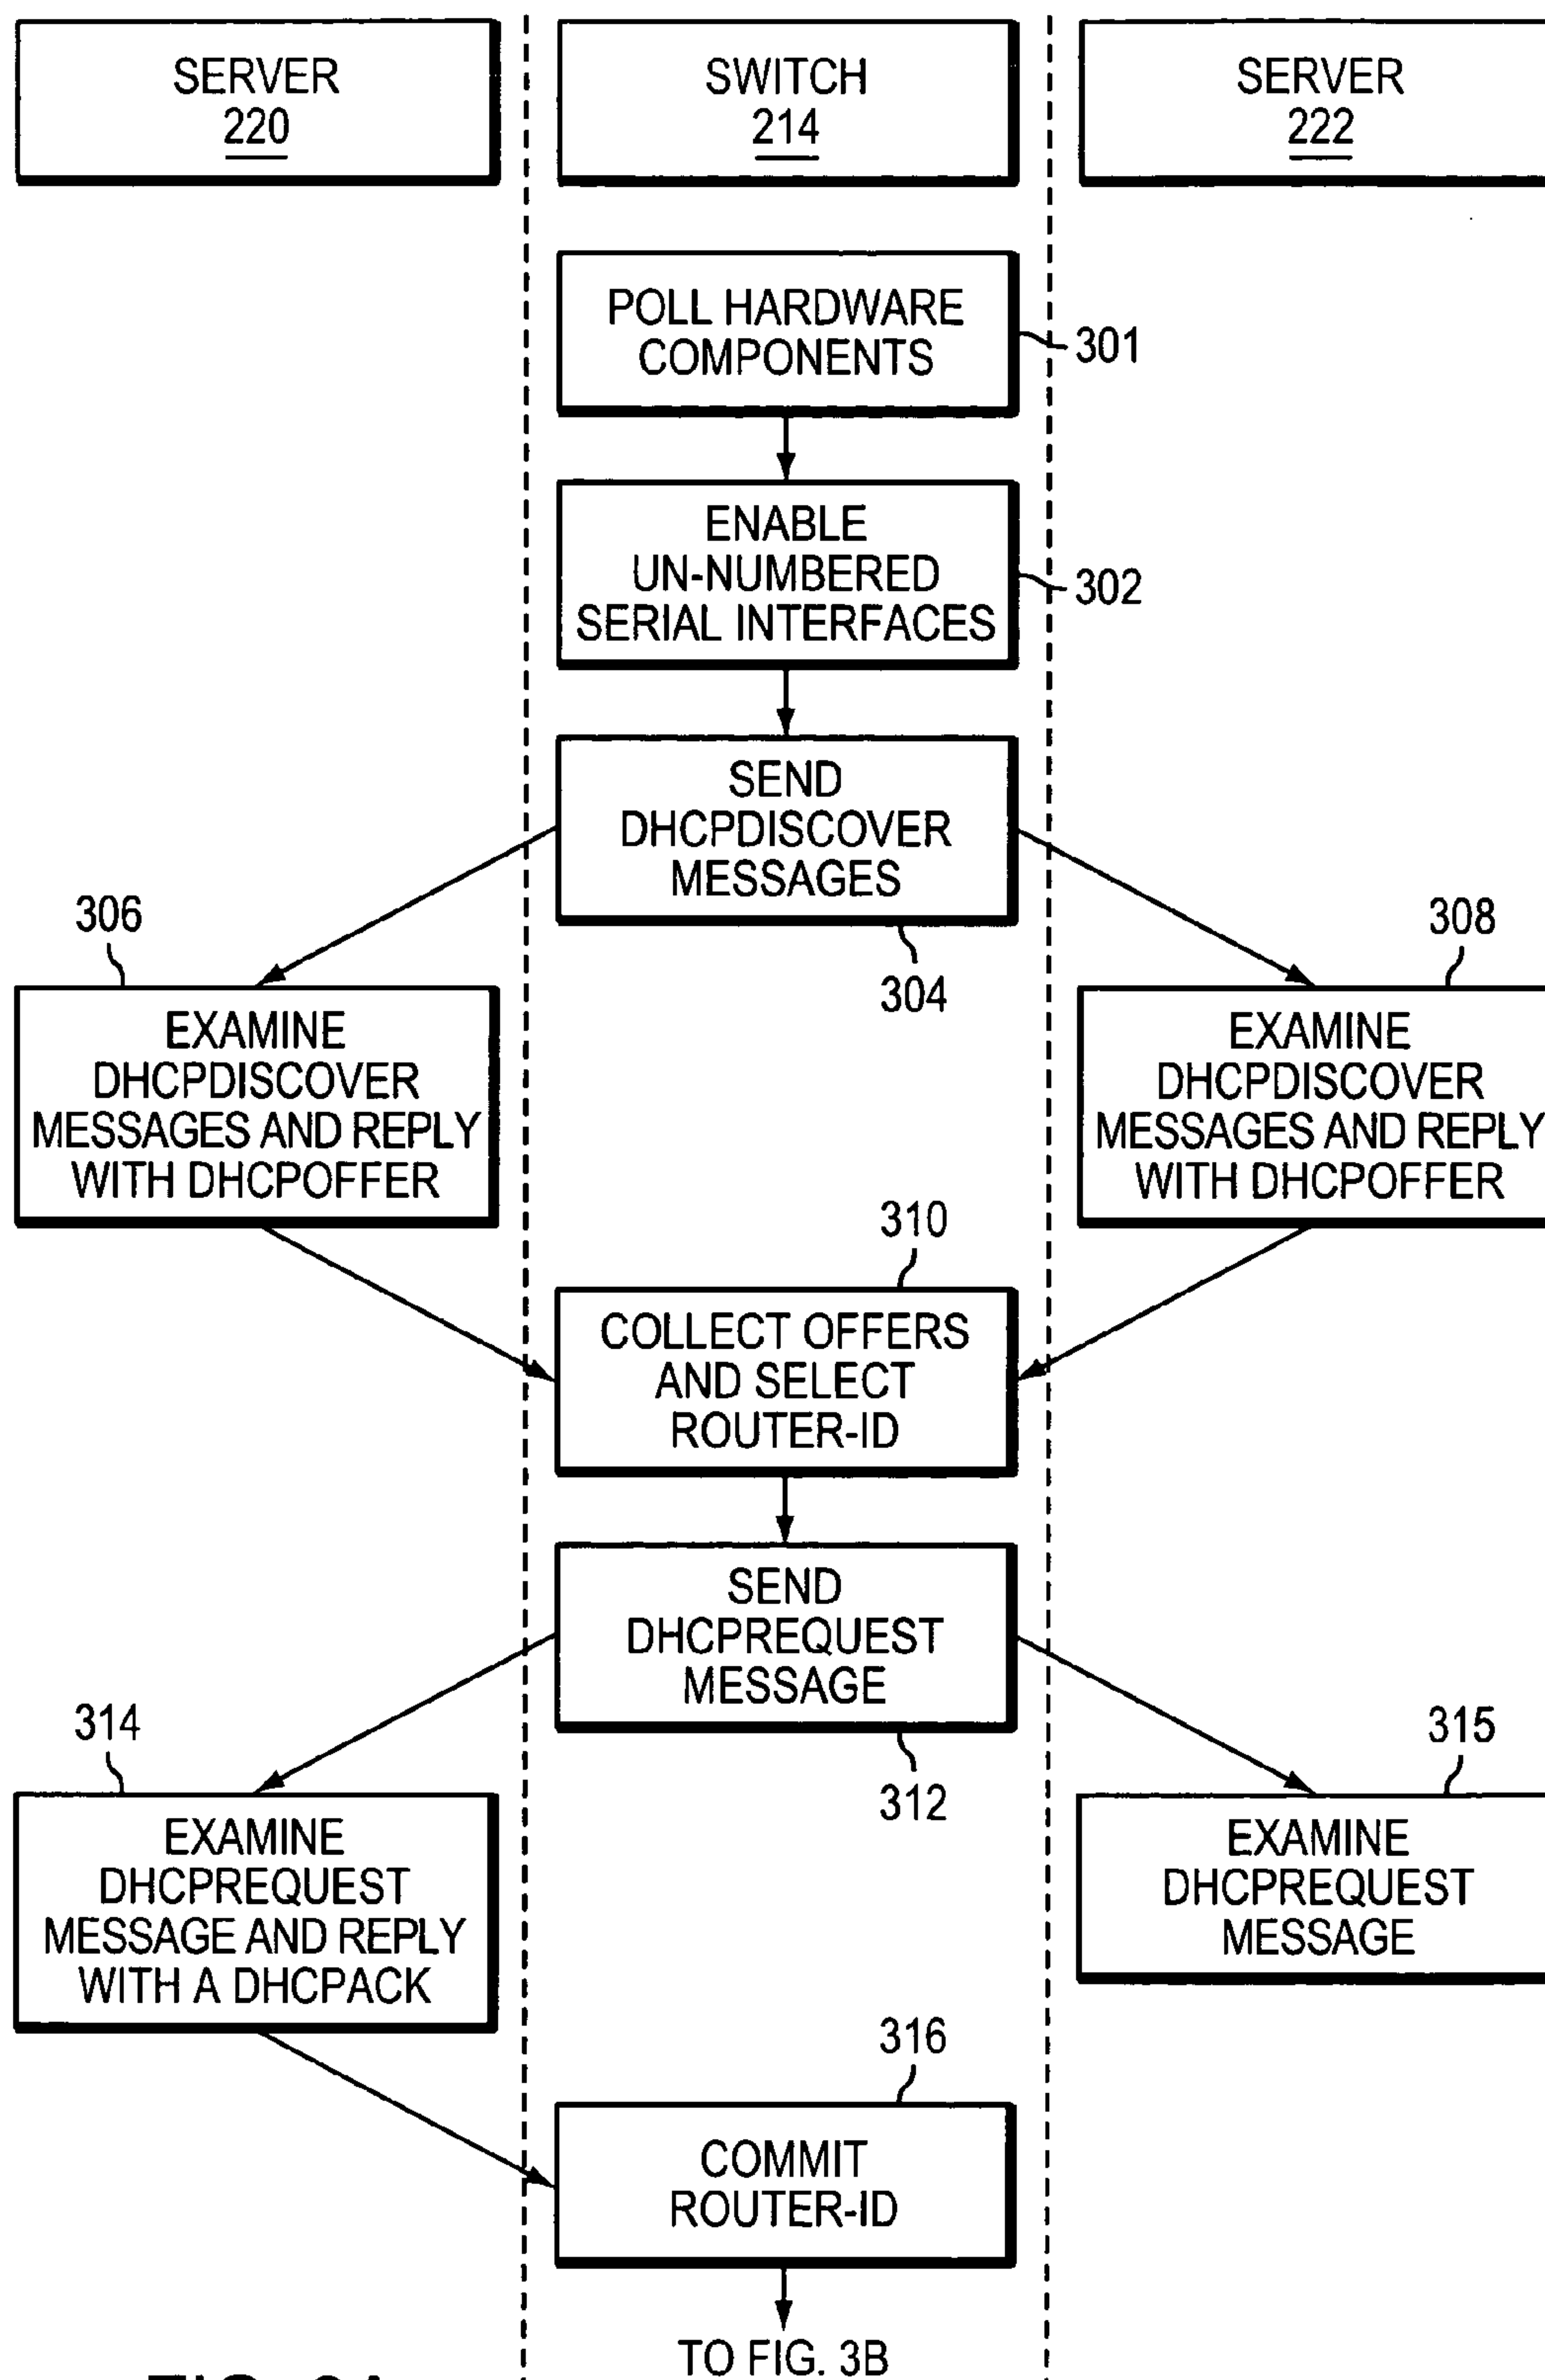 SERVER
220
SWITCH
214
SERVER
222
POLL HARDWARE
COMPONENTS
301
ENABLE
UN-NUMBERED
SERIAL INTERFACES
302
SEND
DHCPDISCOVER
MESSAGES
304
306
EXAMINE
DHCPDISCOVER
MESSAGES AND REPLY
WITH DHCPOFFER
308
EXAMINE
DHCPDISCOVER
MESSAGES AND REPLY
WITH DHCPOFFER
310
COLLECT OFFERS
AND SELECT
ROUTER-ID
SEND
DHCPREQUEST
MESSAGE
312
314
EXAMINE
DHCPREQUEST
MESSAGE AND REPLY
WITH A DHCPACK
315
EXAMINE
DHCPREQUEST
MESSAGE
316
COMMIT
ROUTER-ID
TO FIG. 3B